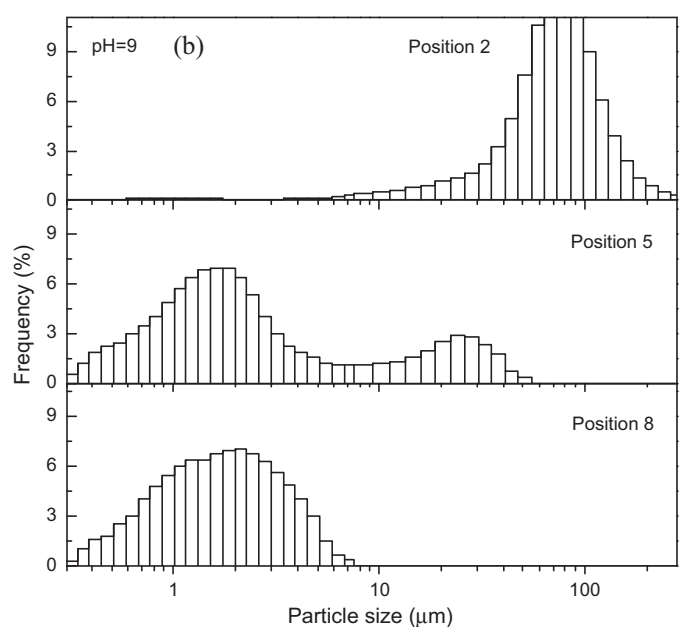 pH=9 (b) Position 2
9
6
3
0
Position 5
9
6
3
0
Position 8
9
6
3
0
Frequency (%)
1 10 100
Particle size (μm)